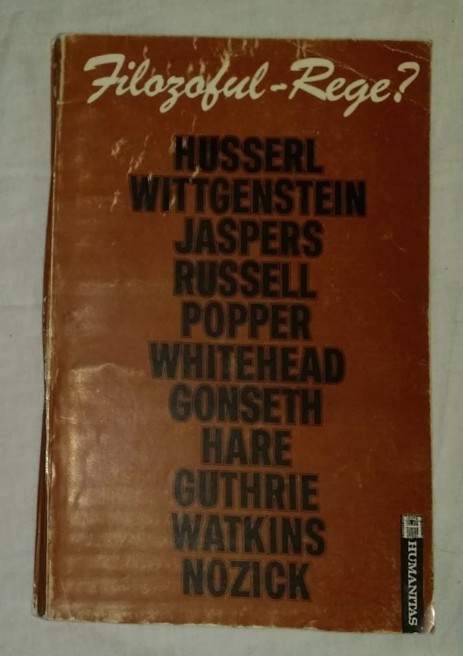 Filozoful-Rege?
HUSSERL
WITTGENSTEIN
JASPERS
RUSSELL
POPPER
WHITEHEAD
GONSETH
HARE
GUTHRIE
WATKINS
NOZICK
HUMANITAS